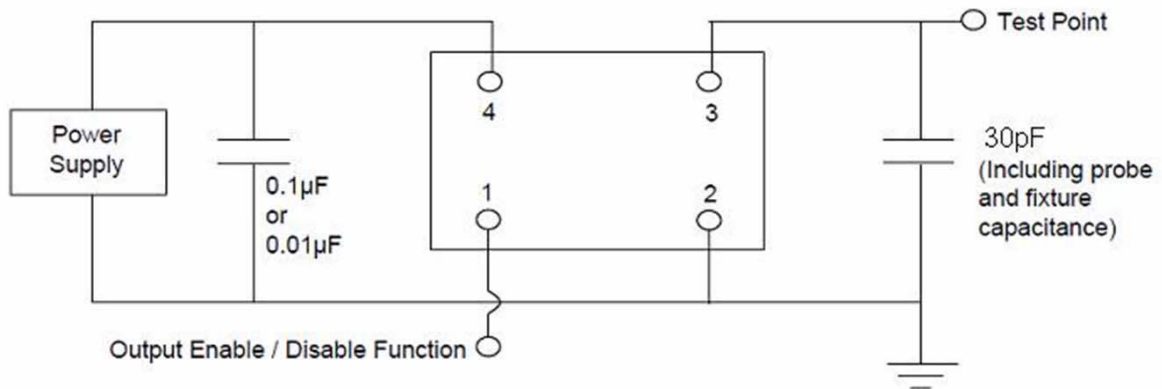 Test Point
4
3
Power
Supply
30pF
(Including probe
and fixture
capacitance)
0.1µF
or
0.01µF
1
2
Output Enable / Disable Function